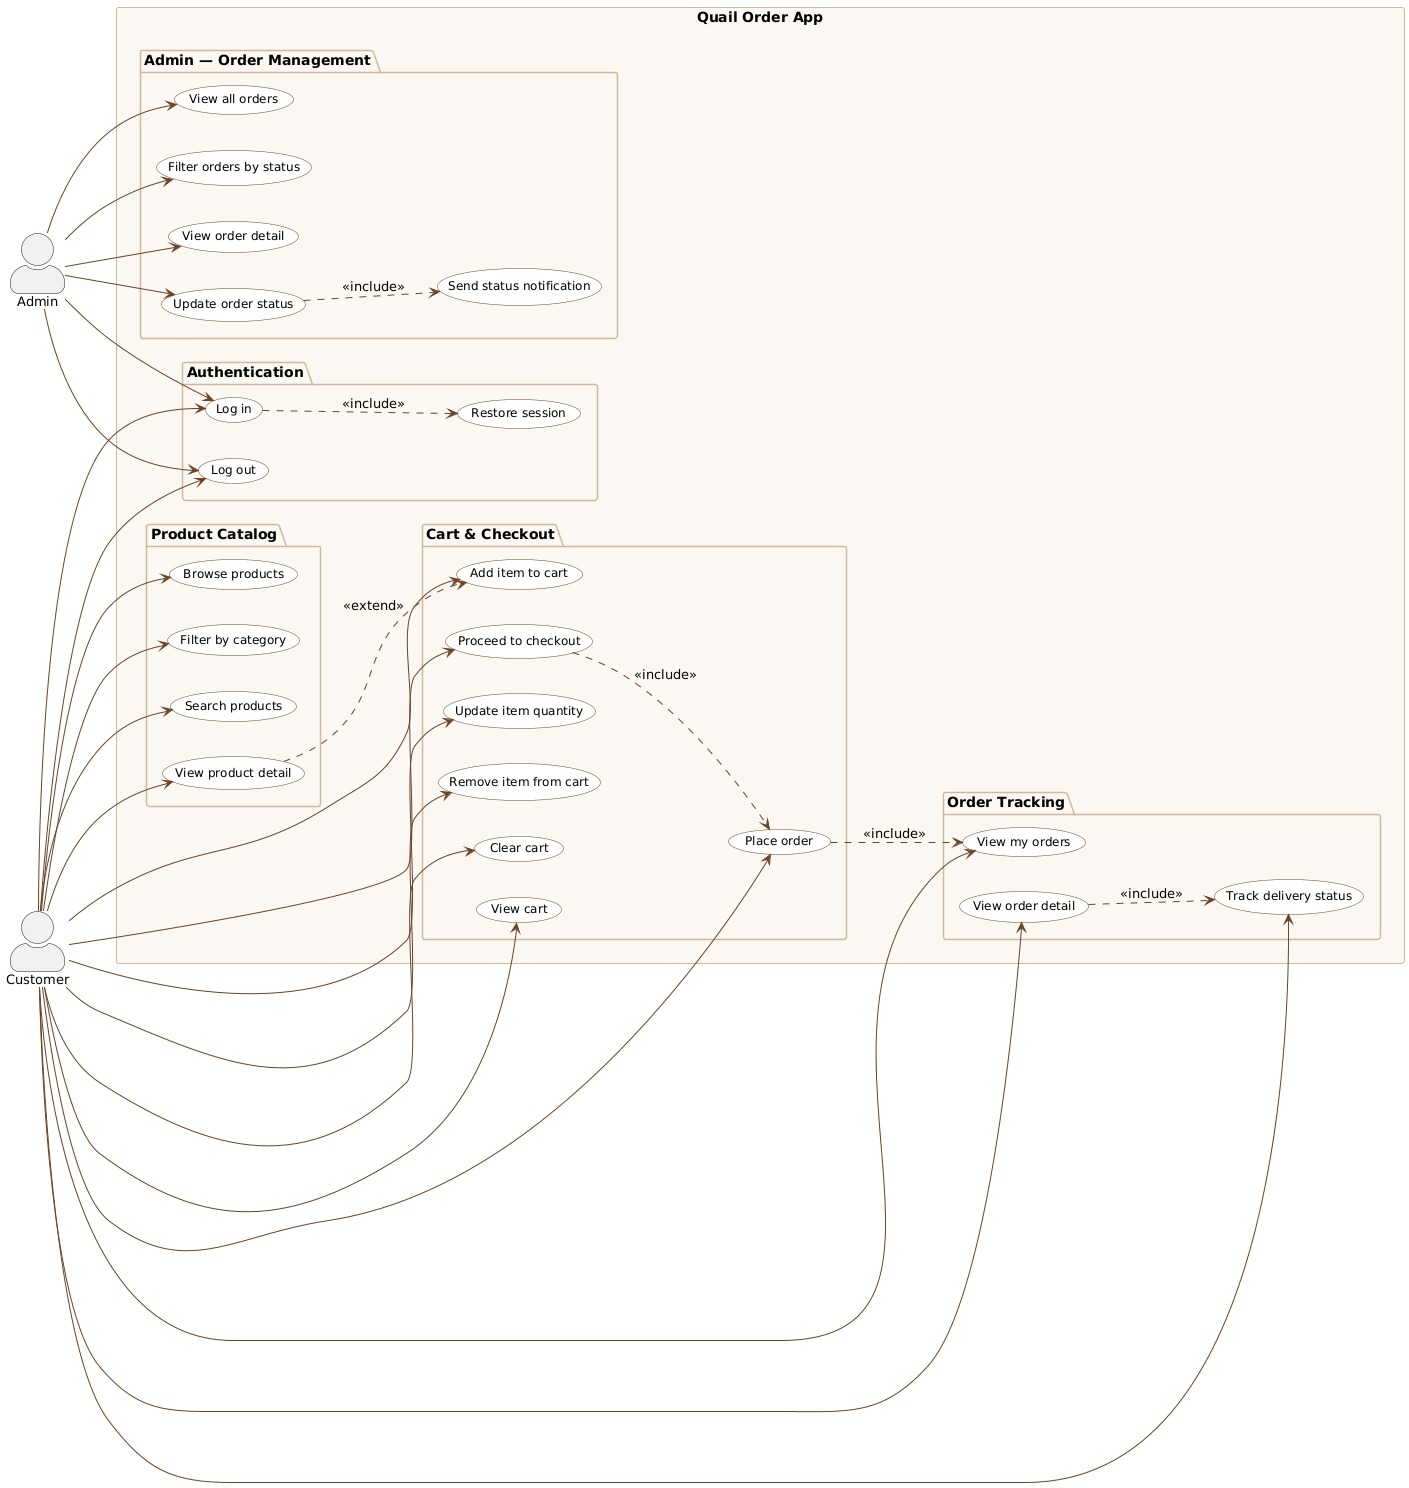 Quail Order App
Admin — Order Management
View all orders
Filter orders by status
View order detail
Update order status
«include»
Send status notification
Admin
Authentication
Log in
«include»
Restore session
Log out
Product Catalog
Browse products
Filter by category
Search products
View product detail
«extend»
Cart & Checkout
Add item to cart
Proceed to checkout
«include»
Update item quantity
Remove item from cart
Clear cart
Place order
View cart
«include»
Order Tracking
View my orders
View order detail
«include»
Track delivery status
Customer